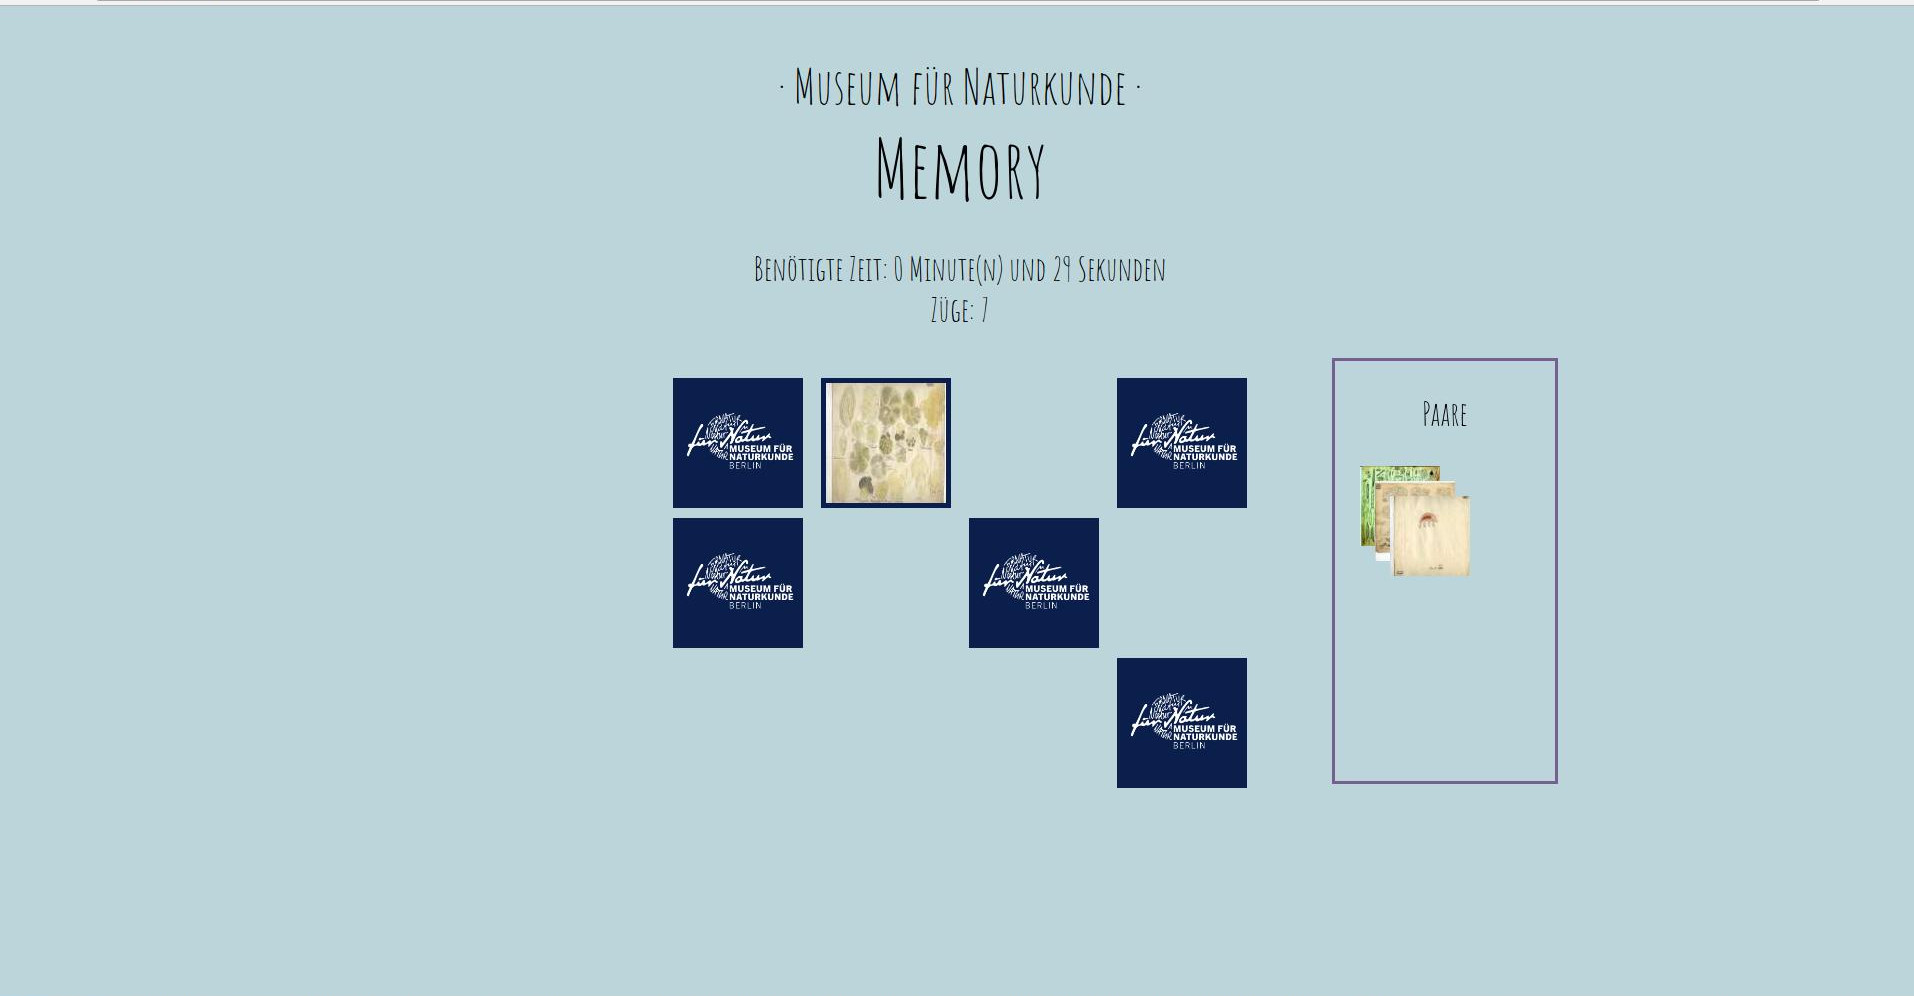 · Museum für Naturkunde ·
Memory
Benötigte Zeit: 0 Minute(n) und 29 Sekunden
Züge: 7
Paare
für Natur
MUSEUM FÜR
NATURKUNDE
BERLIN
für Natur
MUSEUM FÜR
NATURKUNDE
BERLIN
für Natur
MUSEUM FÜR
NATURKUNDE
BERLIN
für Natur
MUSEUM FÜR
NATURKUNDE
BERLIN
für Natur
MUSEUM FÜR
NATURKUNDE
BERLIN